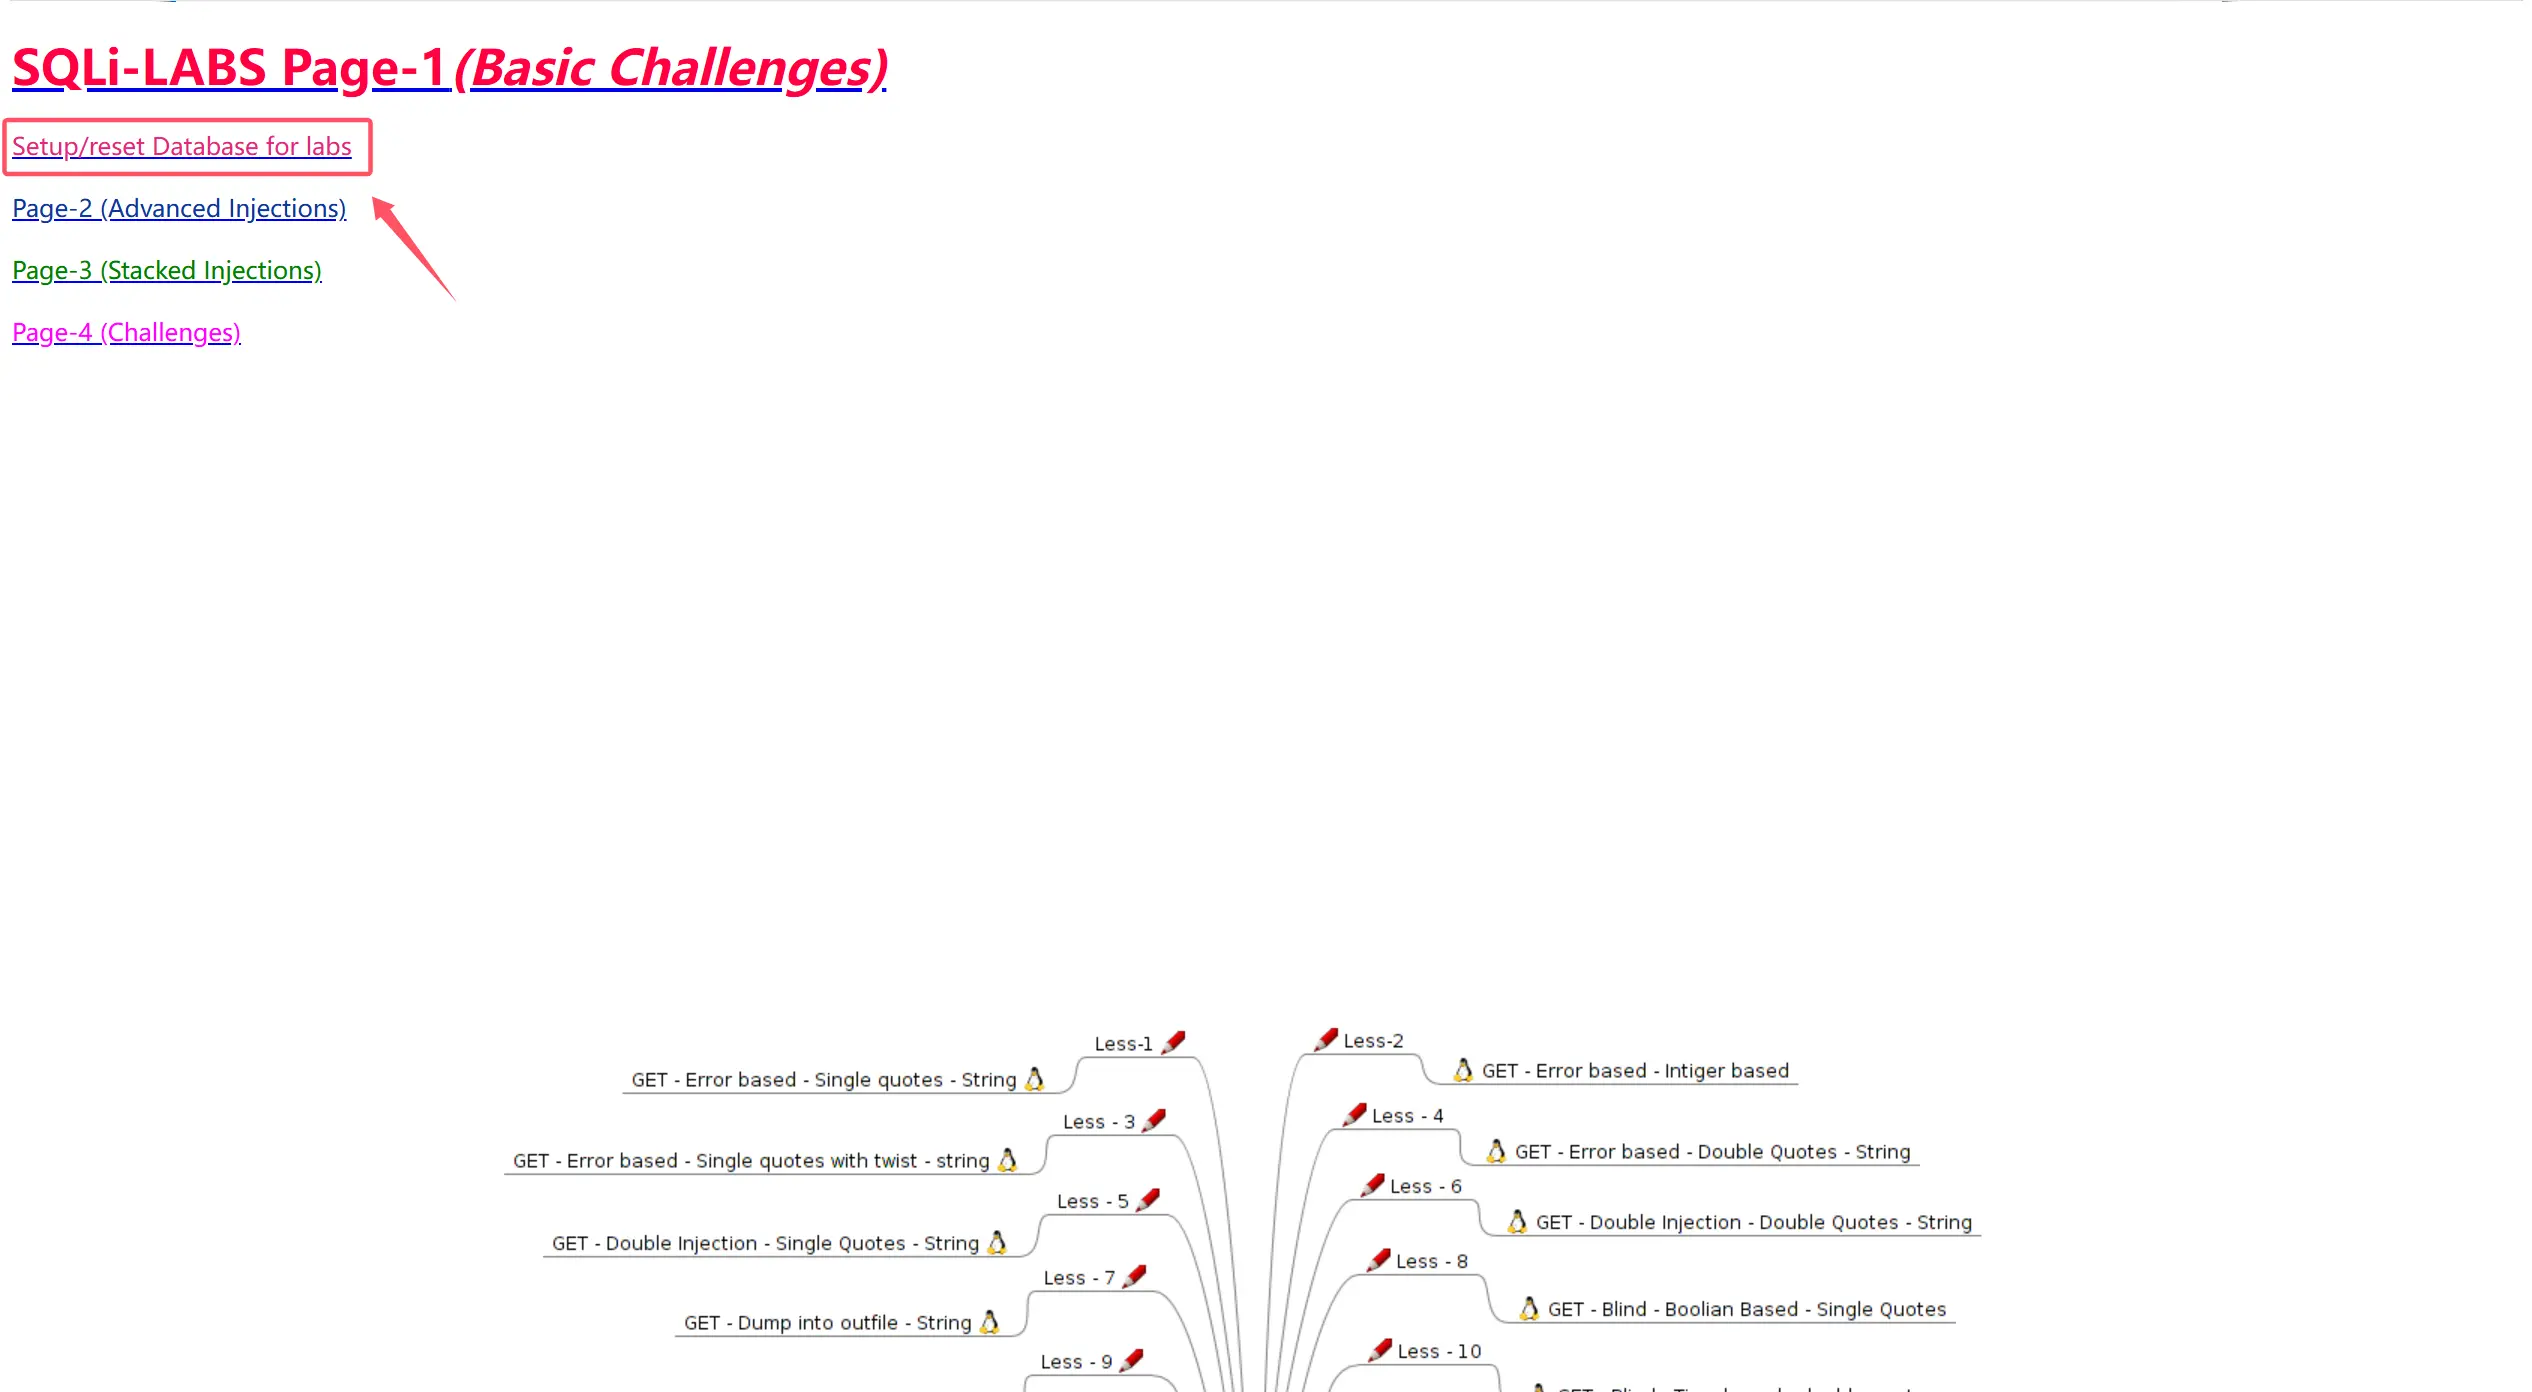 SQLi-LABS Page-1(Basic Challenges)
Setup/reset Database for labs
Page-2 (Advanced Injections)
Page-3 (Stacked Injections)
Page-4 (Challenges)
Less-1
Less-2
GET - Error based - Single quotes - String
GET - Error based - Intiger based
Less - 3
Less - 4
GET - Error based - Single quotes with twist - string
GET - Error based - Double Quotes - String
Less - 5
Less - 6
GET - Double Injection - Single Quotes - String
GET - Double Injection - Double Quotes - String
Less - 7
Less - 8
GET - Dump into outfile - String
GET - Blind - Boolian Based - Single Quotes
Less - 9
Less - 10